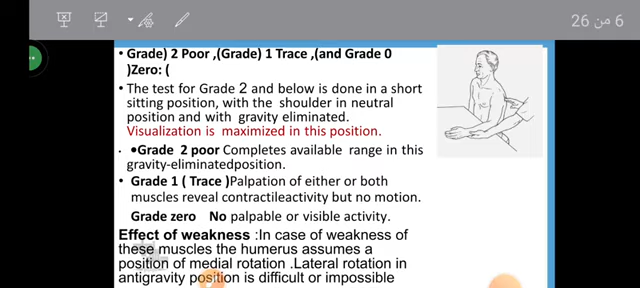 6 من 26
Grade) 2 Poor ,(Grade) 1 Trace ,(and Grade 0
)Zero: (
The test for Grade 2 and below is done in a short
sitting position, with the shoulder in neutral
position and with gravity eliminated.
Visualization is maximized in this position.
•Grade 2 poor Completes available range in this
gravity-eliminatedposition.
• Grade 1 ( Trace )Palpation of either or both
muscles reveal contractileactivity but no motion.
Grade zero No palpable or visible activity.
Effect of weakness :In case of weakness of
these muscles the humerus assumes a
position of medial rotation .Lateral rotation in
antigravity position is difficult or impossible